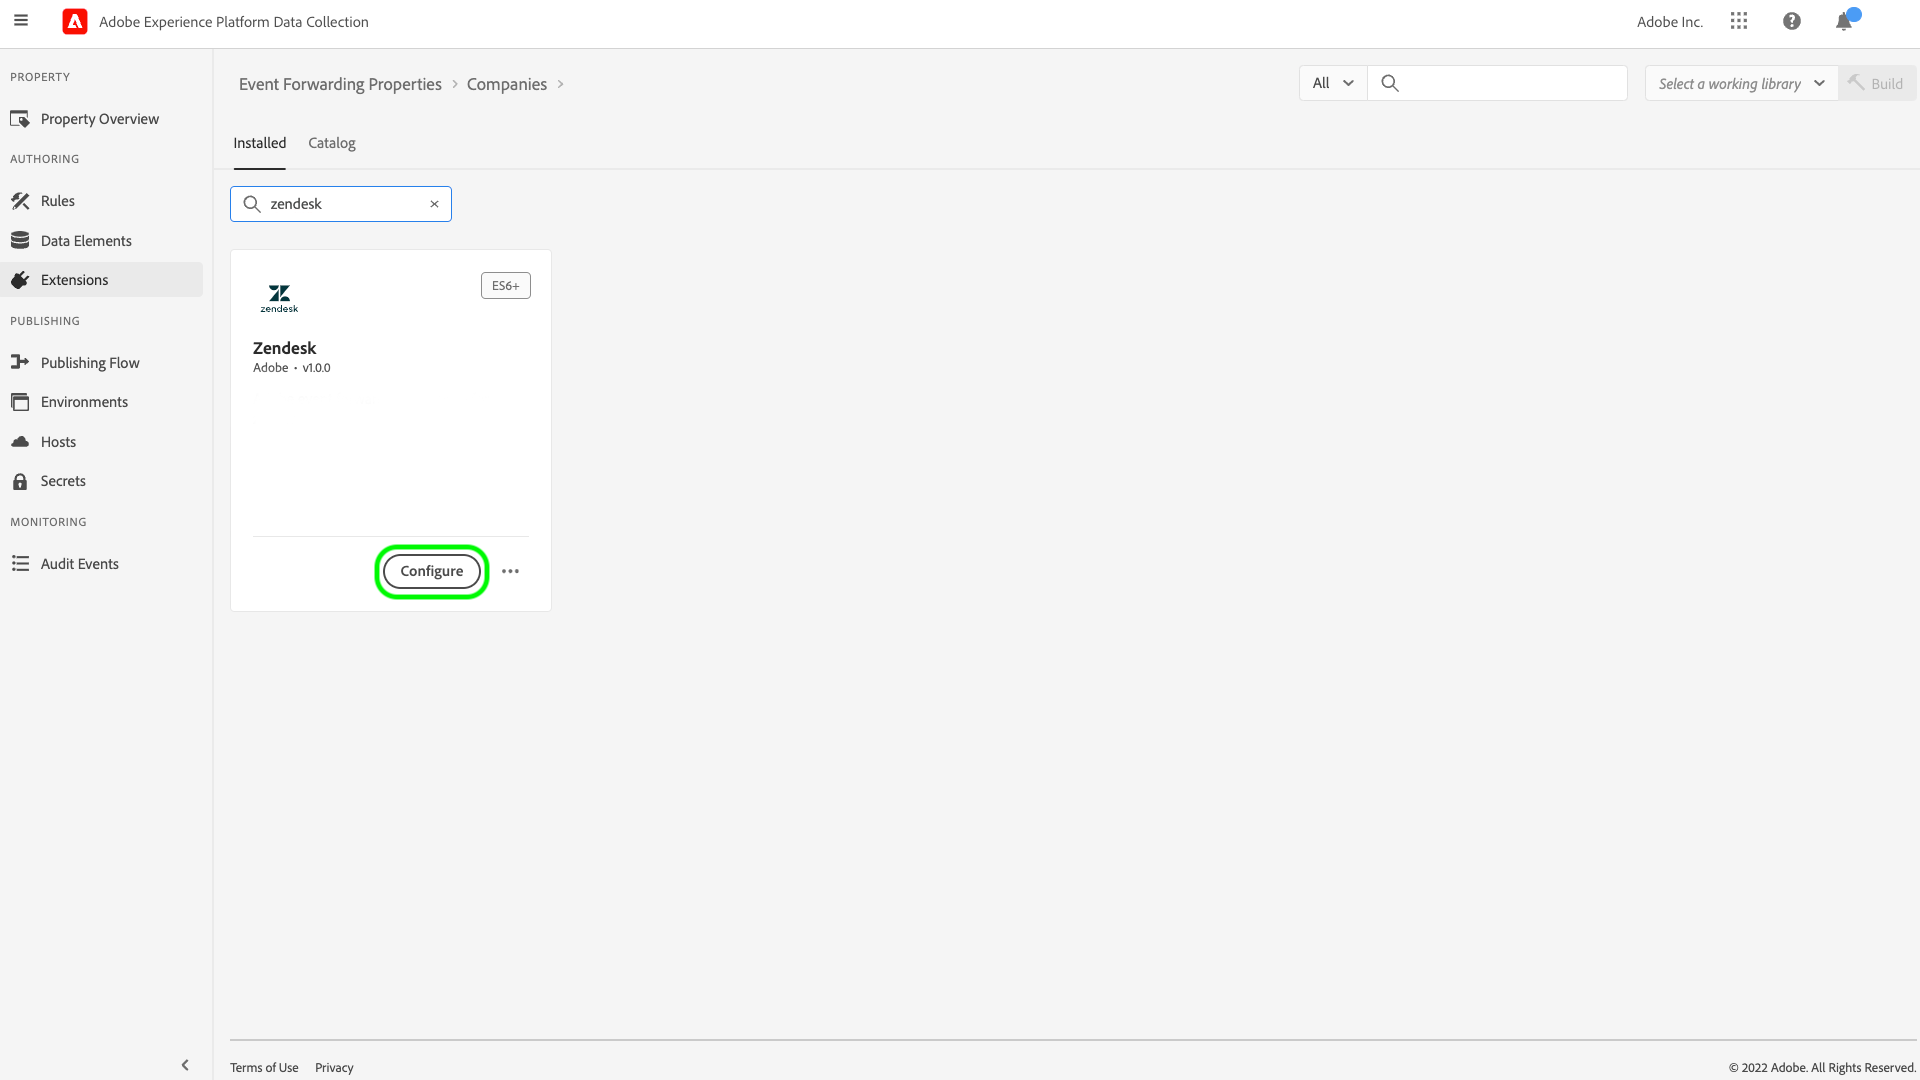 Adobe Experience Platform Data Collection
Adobe Inc.
PROPERTY
Property Overview
AUTHORING
Rules
Data Elements
Extensions
PUBLISHING
Publishing Flow
Environments
Hosts
Secrets
MONITORING
Audit Events
Event Forwarding Properties > Companies >
All
Select a working library
Build
Installed
Catalog
zendesk
zendesk
ES6+
Zendesk
Adobe • v1.0.0
Configure
Terms of Use
Privacy
© 2022 Adobe. All Rights Reserved.